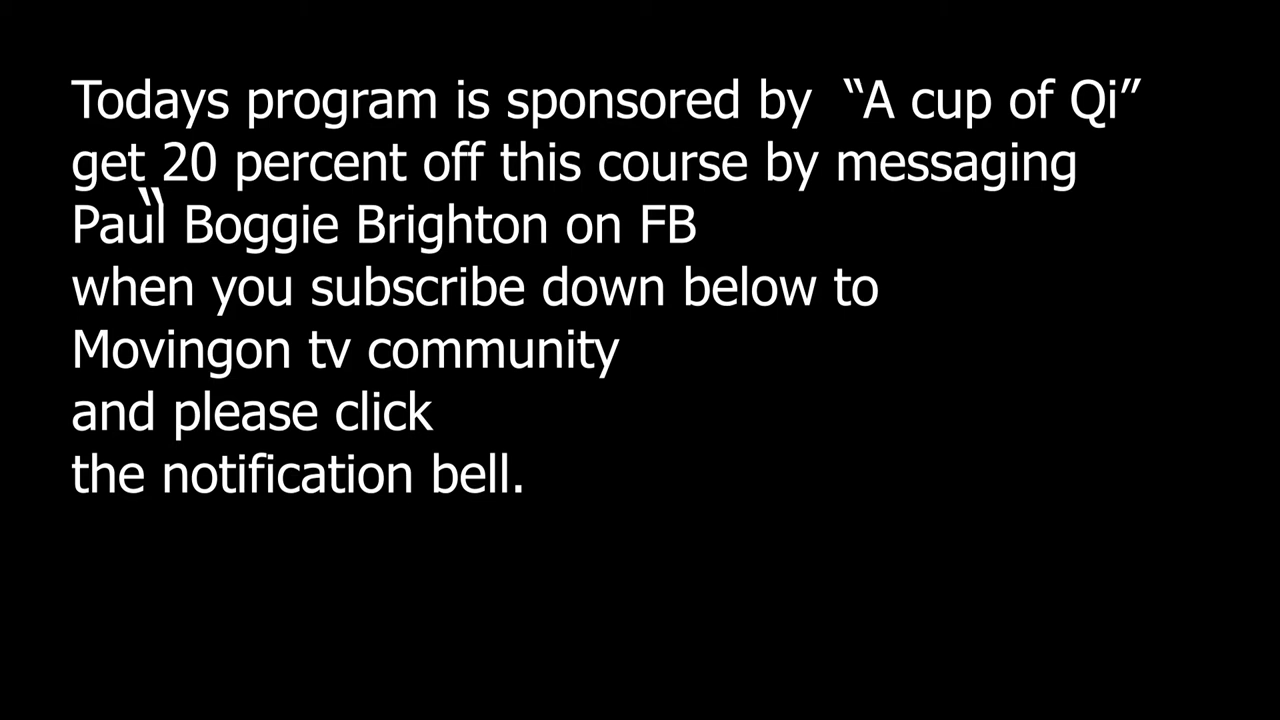 Todays program is sponsored by “A cup of Qi”
get 20 percent off this course by messaging
“
Paul Boggie Brighton on FB
when you subscribe down below to
Movingon tv community
and please click
the notification bell.